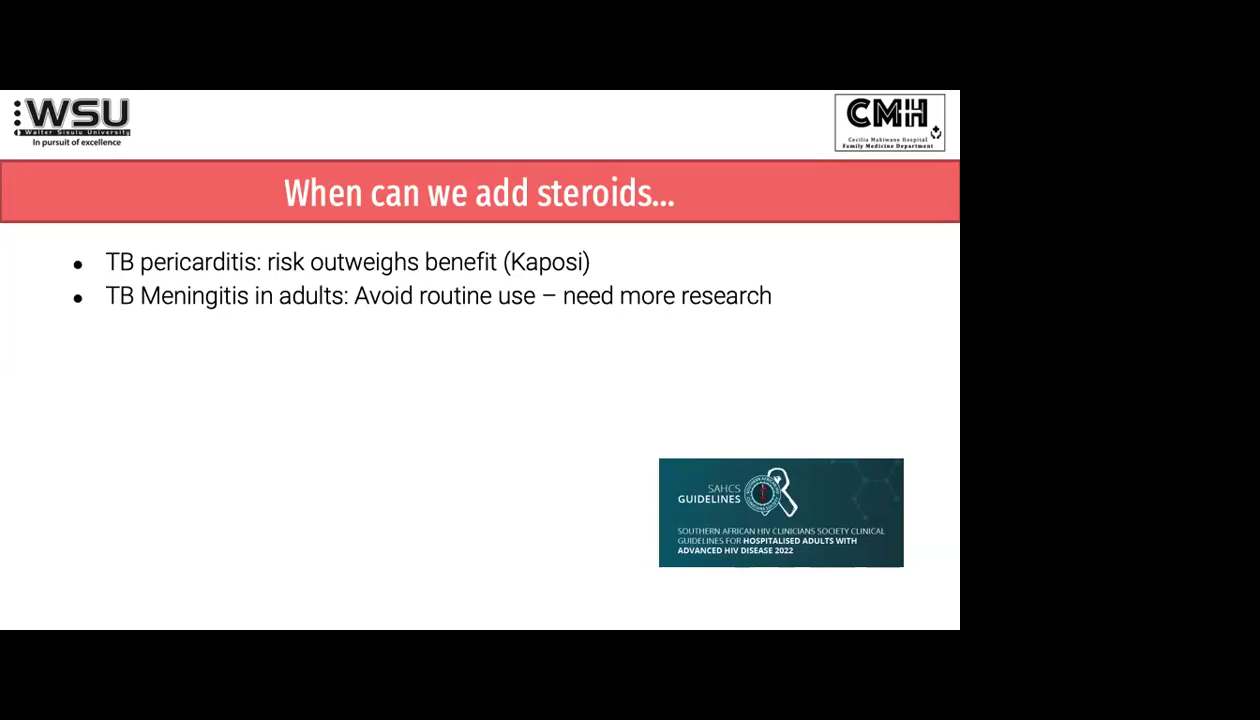 WSU
Walter Sisulu University
In pursuit of excellence
CMH
Cecilia Makiwane Hospital
Family Medicine Department
When can we add steroids...
● TB pericarditis: risk outweighs benefit (Kaposi)
● TB Meningitis in adults: Avoid routine use – need more research
SAHCS
GUIDELINES
SOUTHERN AFRICAN HIV CLINICIANS SOCIETY CLINICAL
GUIDELINES FOR HOSPITALISED ADULTS WITH
ADVANCED HIV DISEASE 2022